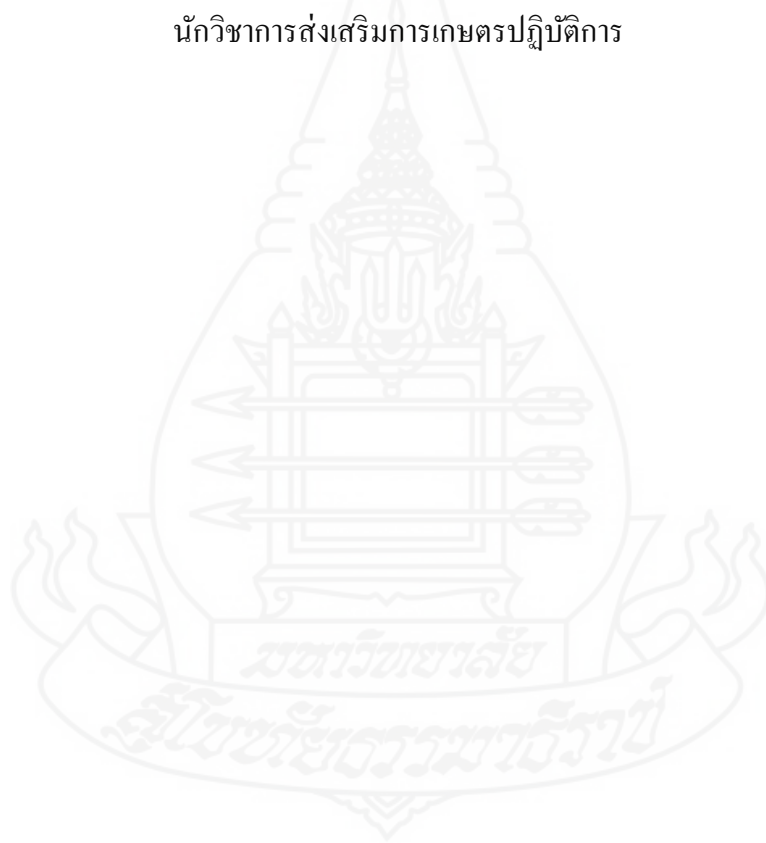 นักวิชาการส่งเสริมการเกษตรปฏิบัติการ
มหาวิทยาลัย
สุโขทัยธรรมาธิราช